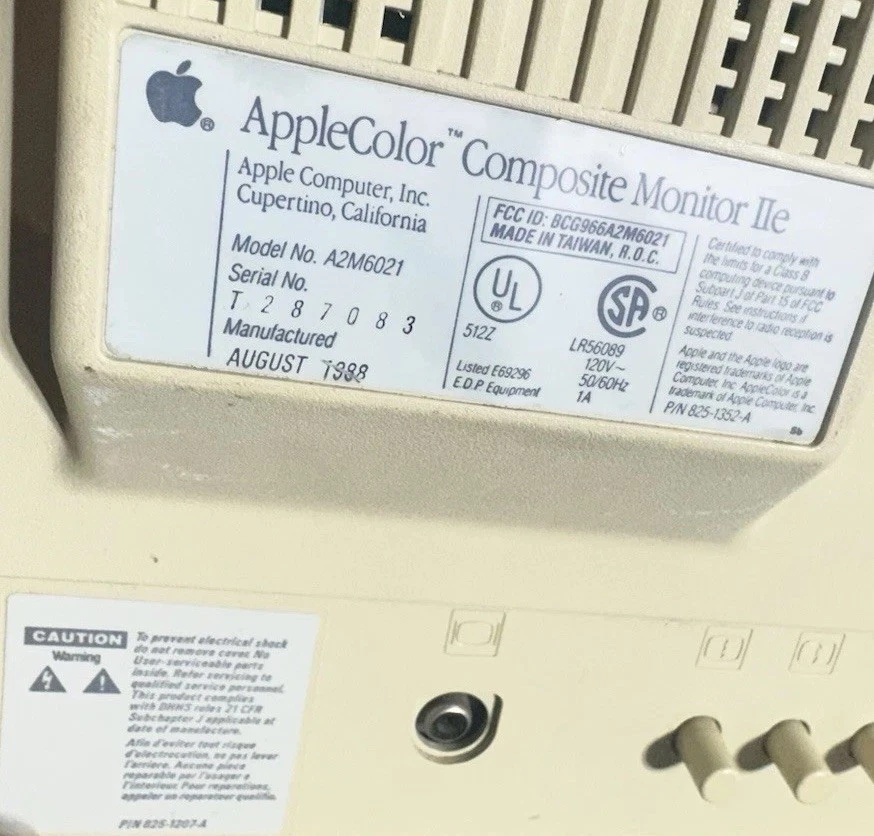 AppleColor™ Composite Monitor IIe
Apple Computer, Inc.
Cupertino, California
Model No. A2M6021
Serial No.
T 2 8 7 0 8 3
Manufactured
AUGUST 1988
FCC ID: BCG966A2M6021
MADE IN TAIWAN, R.O.C.
UL
®
512Z
Listed E69296
E.D.P. Equipment
SA ®
LR56089
120V~
50/60Hz
1A
Certified to comply with
the limits for a Class B
computing device pursuant to
Subpart J of Part 15 of FCC
Rules. See instructions if
interference to radio reception is
suspected.
Apple and the Apple logo are
registered trademarks of Apple
Computer, Inc. AppleColor is a
trademark of Apple Computer, Inc.
P/N 825-1352-A
®
CAUTION
Warning
To prevent electrical shock
do not remove cover. No
User-serviceable parts
inside. Refer servicing to
qualified service personnel.
This product complies
with DHHS rules 21 CFR
Subchapter J applicable at
date of manufacture.
Afin d'eviter tout risque
d'electrocution, ne pas lever
l'arriere. Aucune piece
reparable par l'usager a
l'interieur. Pour reparations,
appeler un reparateur qualifie.
P/N 825-1207-A